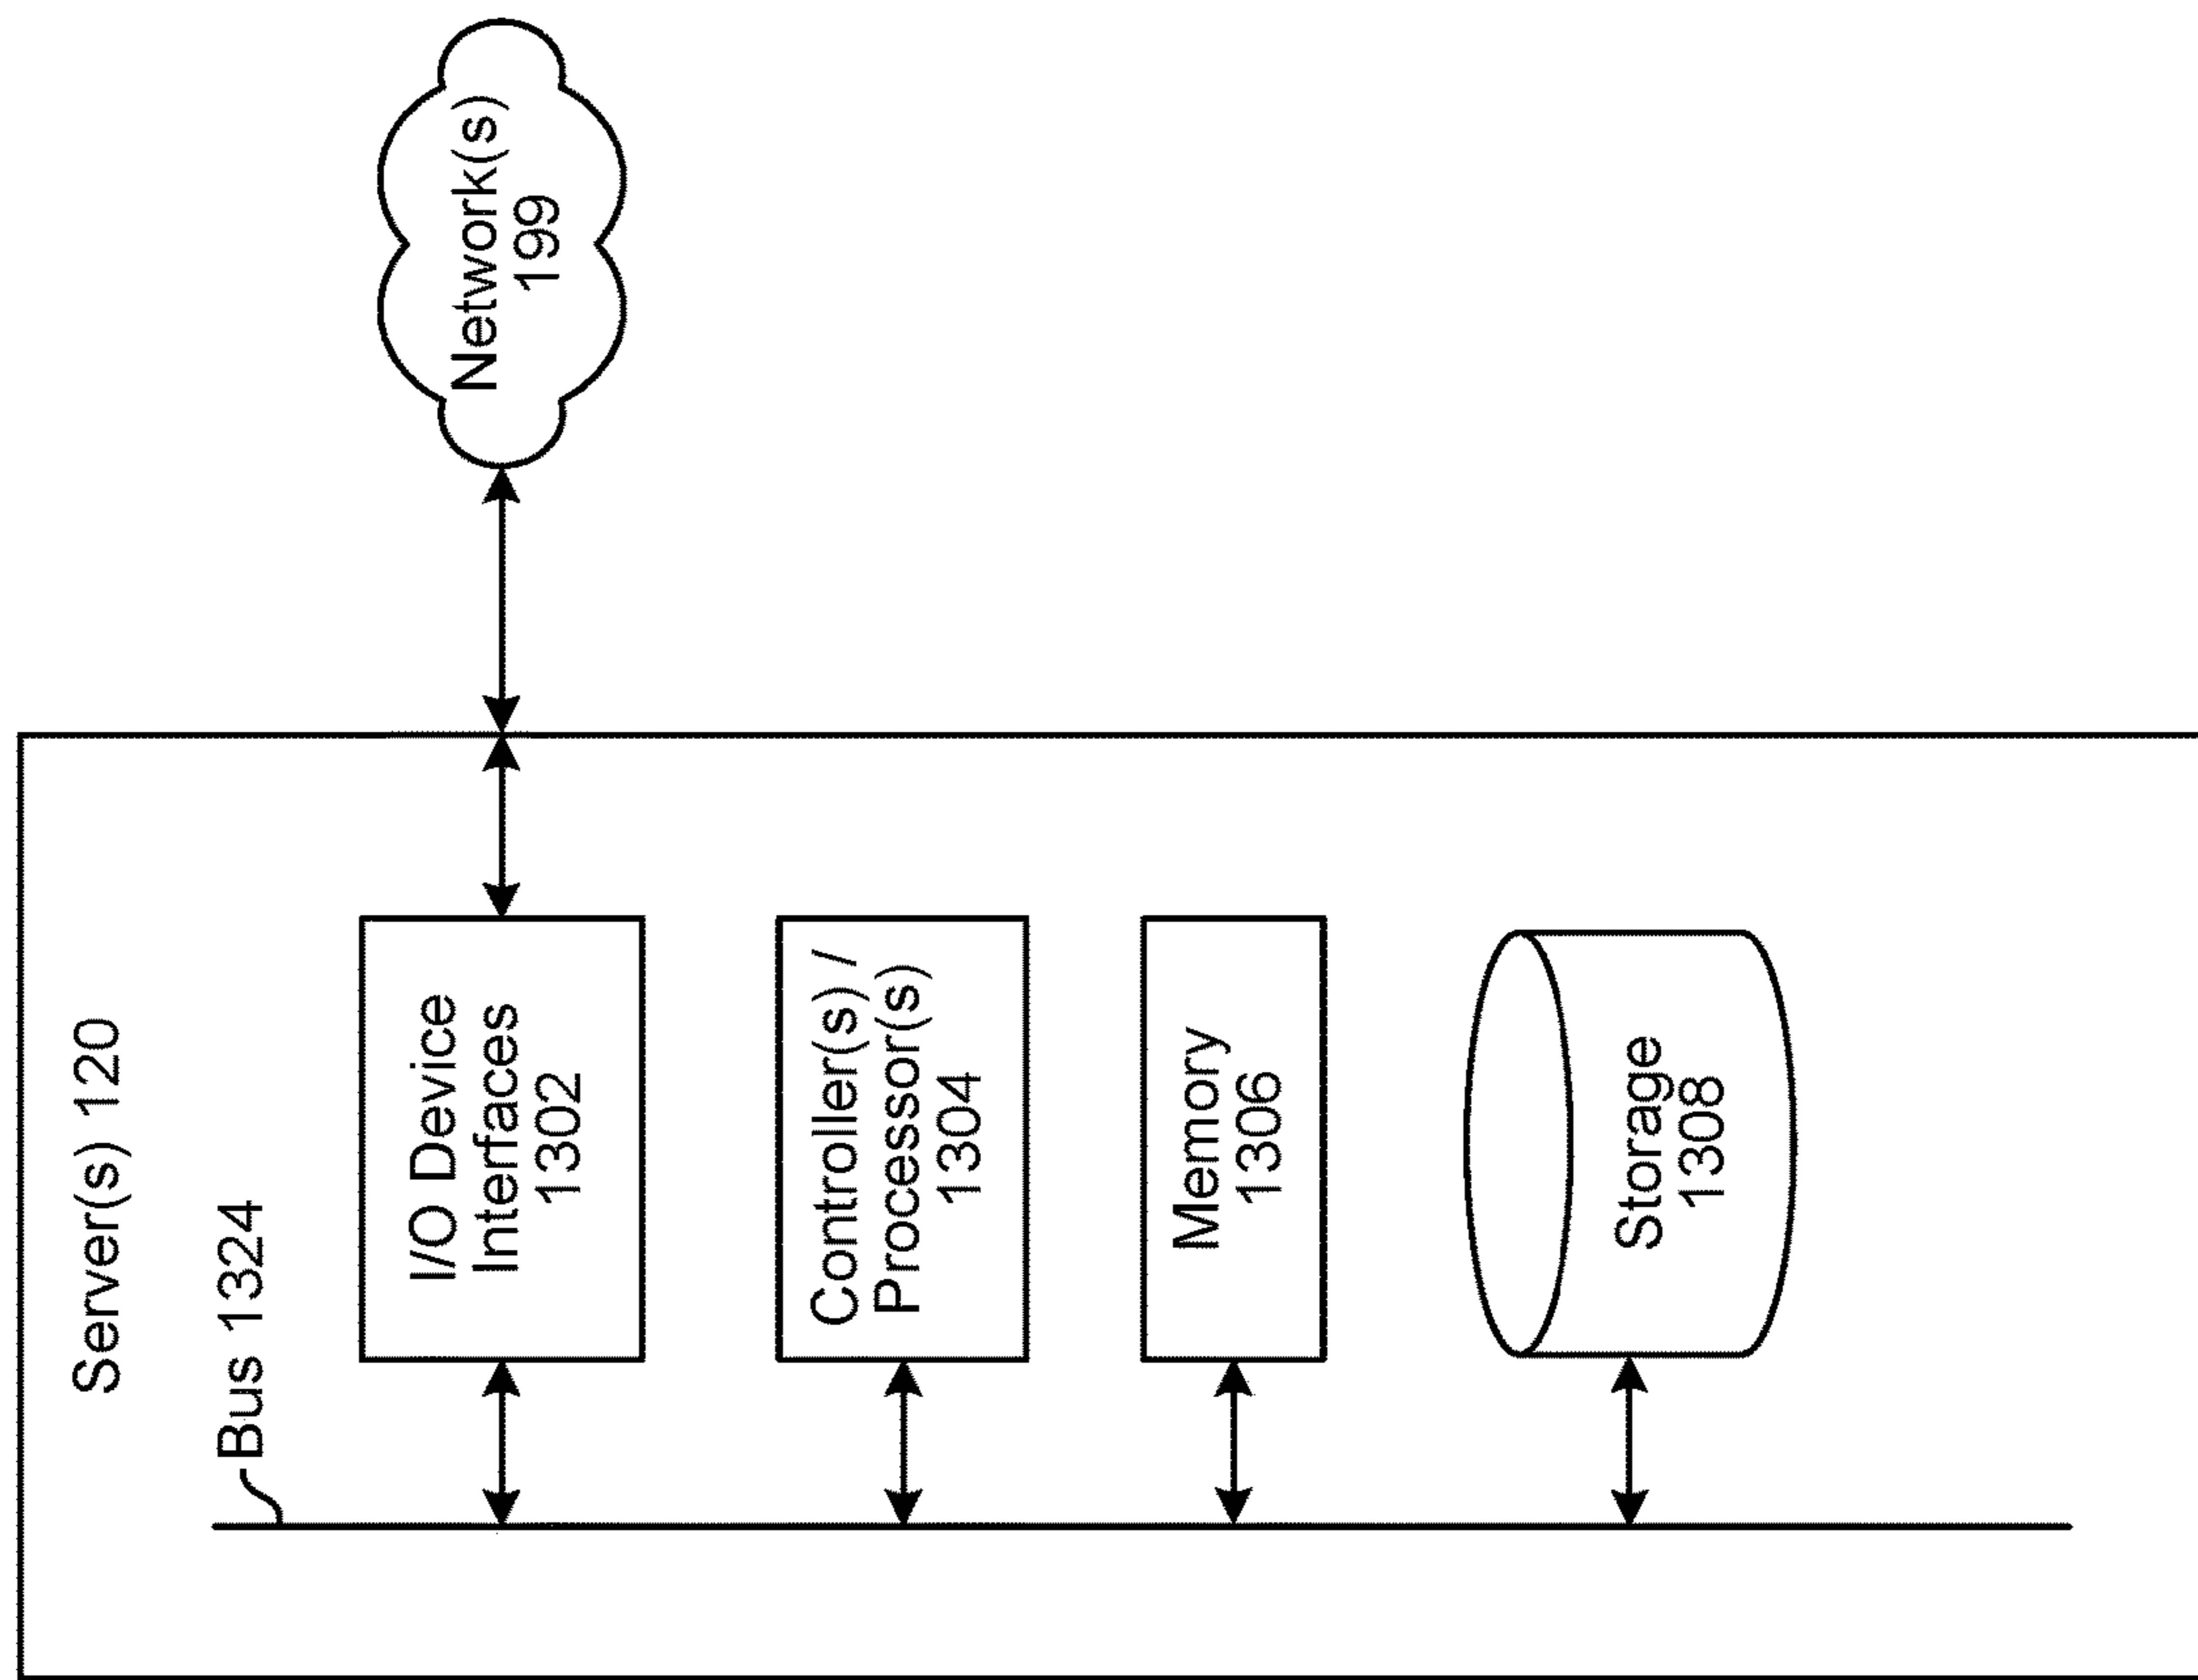 Server(s) 120
Bus 1324
I/O Device
Interfaces
1302
Network(s)
199
Controller(s) /
Processor(s)
1304
Memory
1306
Storage
1308